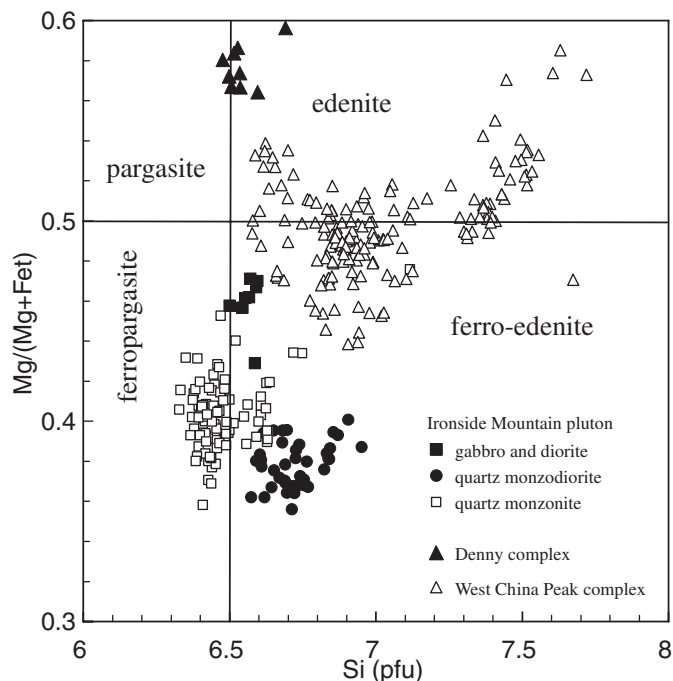 0.6
edenite
pargasite
0.5
Mg/(Mg+Fet)
ferropargasite
ferro-edenite
0.4
Ironside Mountain pluton
gabbro and diorite
quartz monzodiorite
quartz monzonite
Denny complex
West China Peak complex
0.3
6
6.5
7
7.5
8
Si (pfu)